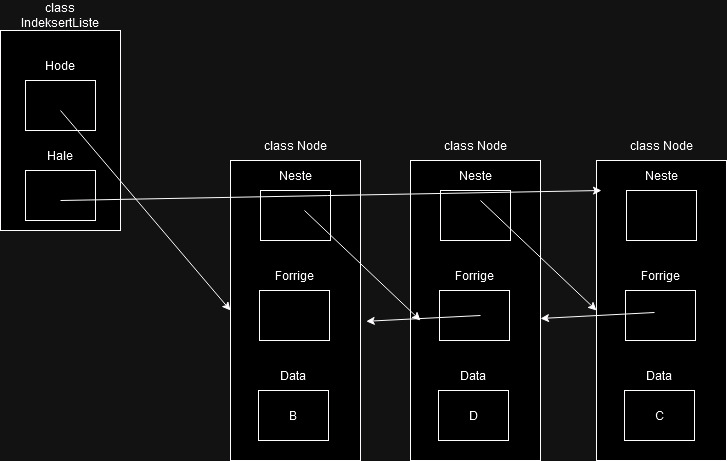 class
IndeksertListe
Hode
Hale
class Node
Neste
Forrige
Data
B
class Node
Neste
Forrige
Data
D
class Node
Neste
Forrige
Data
C